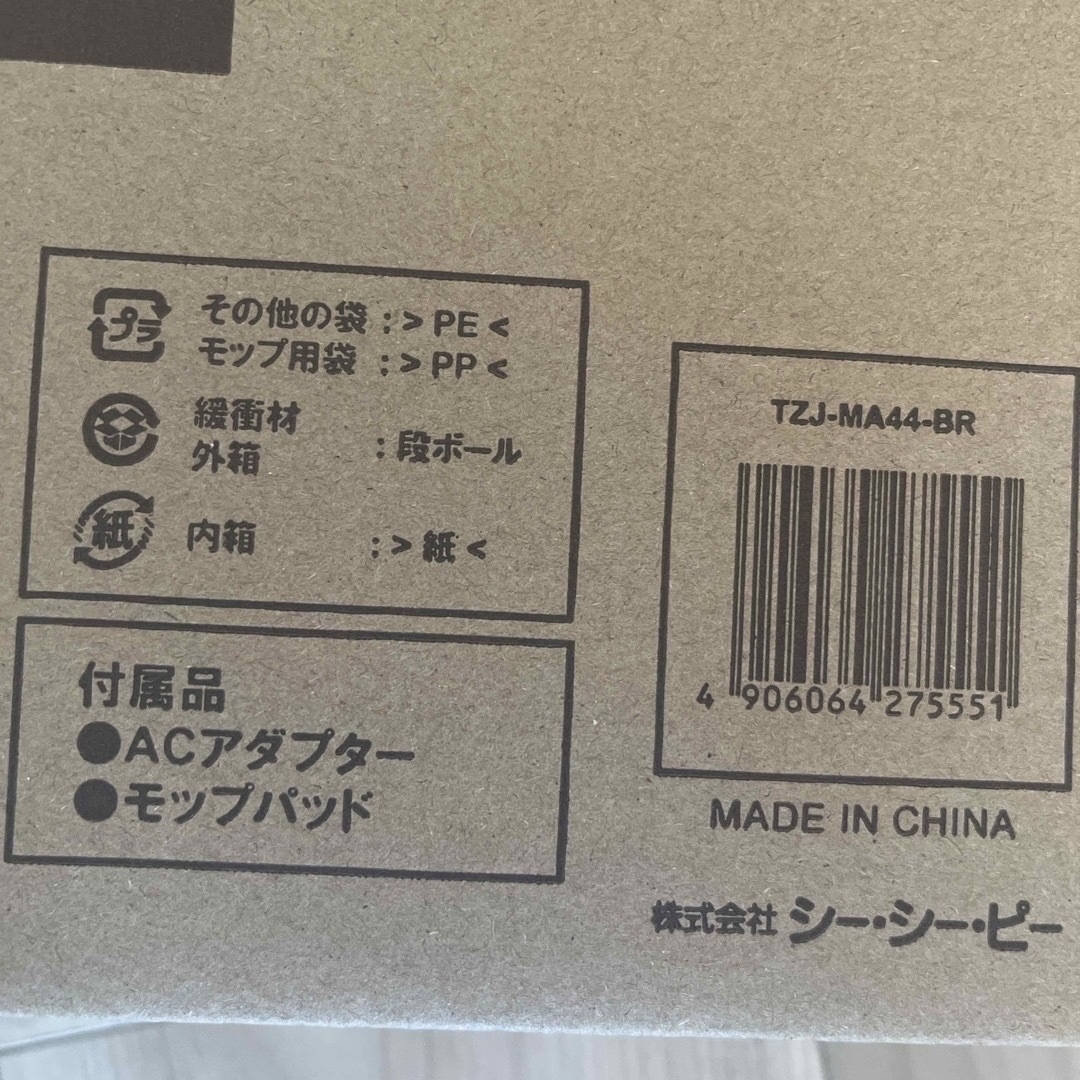 プラ
その他の袋 : > PE <
モップ用袋 : > PP <
緩衝材
外箱 : 段ボール
紙
内箱 : > 紙 <
付属品
●ACアダプター
●モップパッド
TZJ-MA44-BR
4 906064 275551
MADE IN CHINA
株式会社 シー・シー・ピー